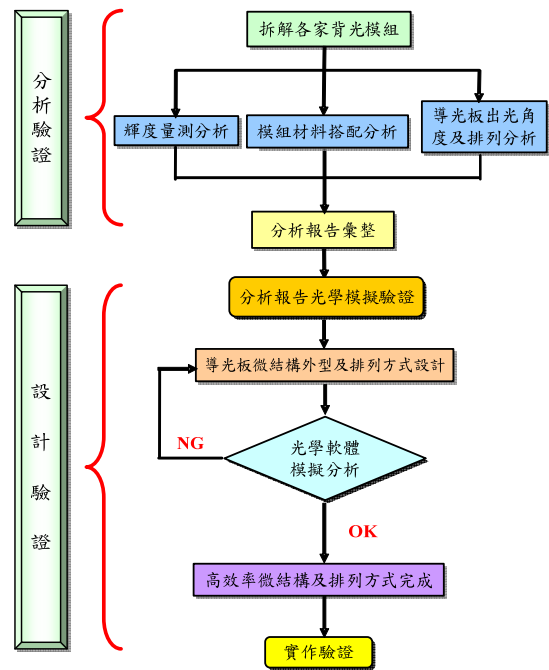 分析驗證
拆解各家背光模組
輝度量測分析
模組材料搭配分析
導光板出光角
度及排列分析
分析報告彙整
設計驗證
分析報告光學模擬驗證
導光板微結構外型及排列方式設計
光學軟體
模擬分析
NG
OK
高效率微結構及排列方式完成
實作驗證